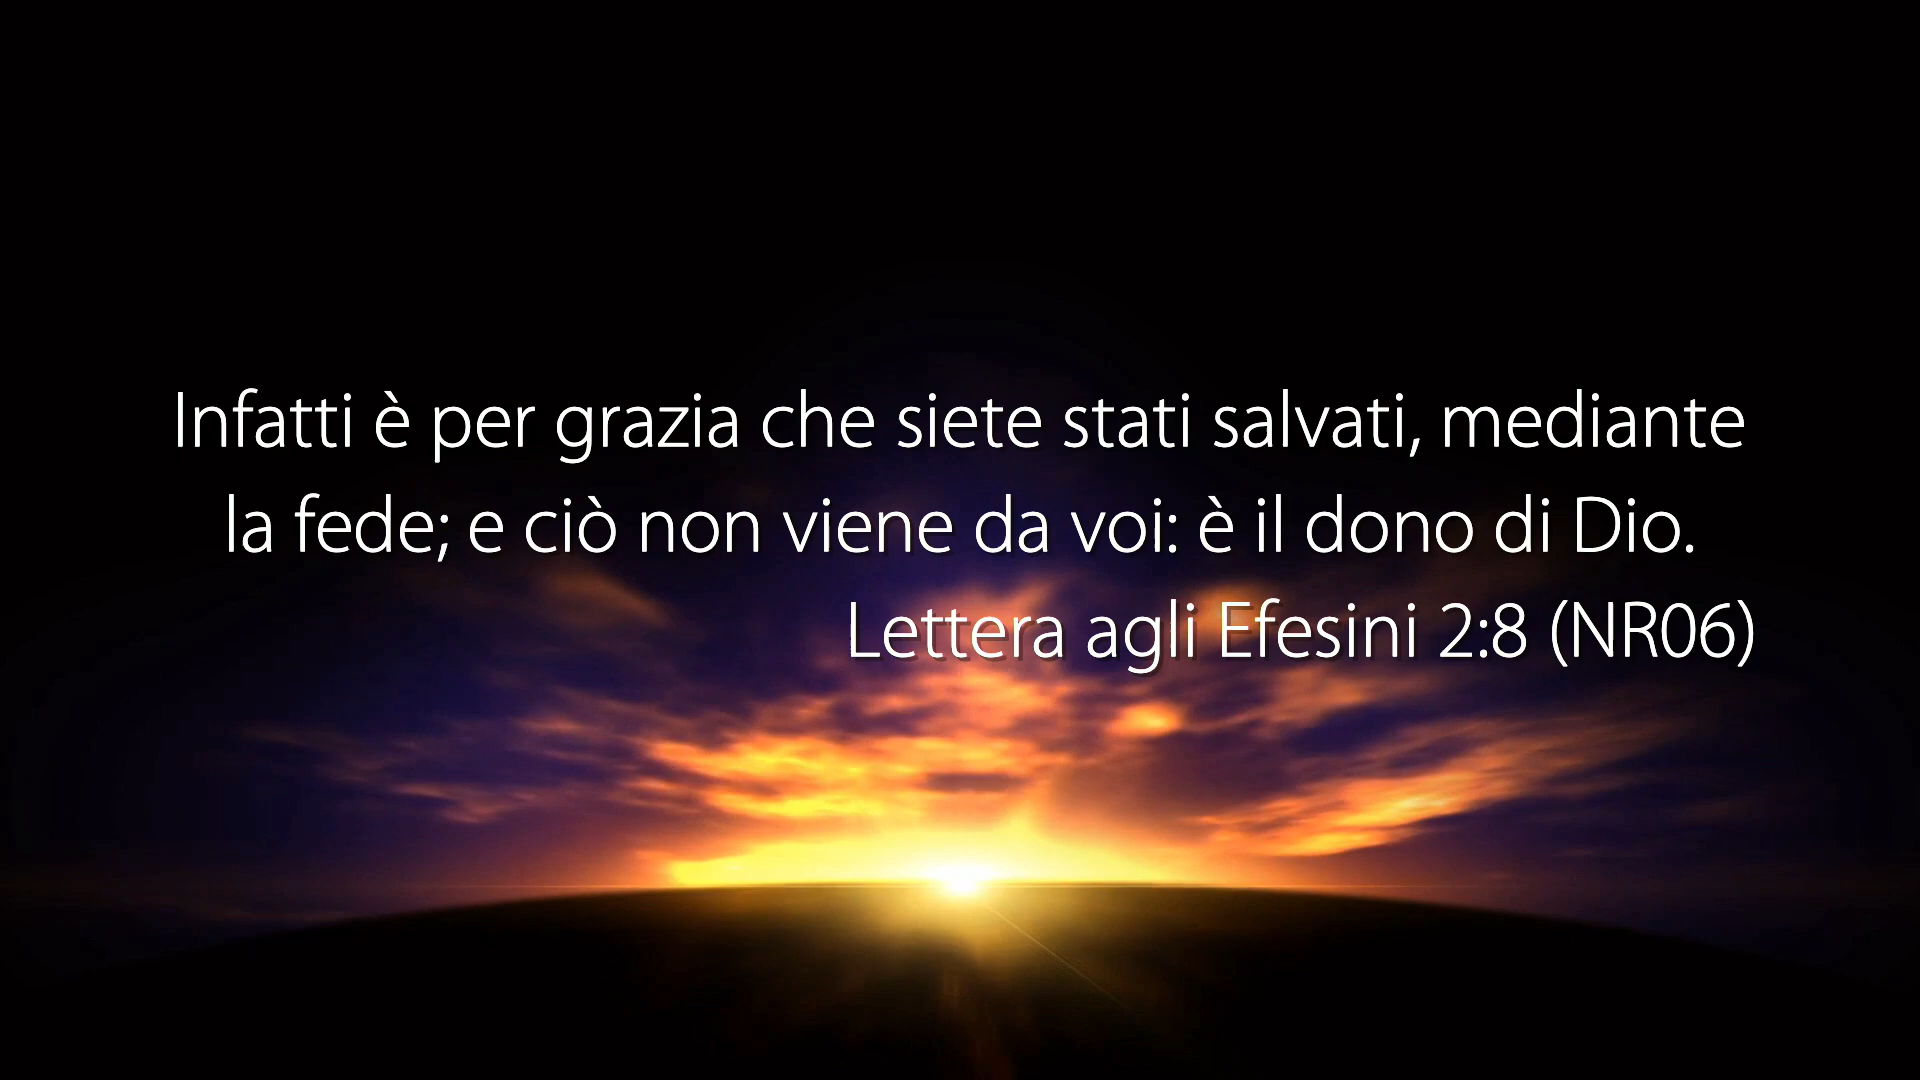 Infatti è per grazia che siete stati salvati, mediante
la fede; e ciò non viene da voi: è il dono di Dio.
Lettera agli Efesini 2:8 (NR06)